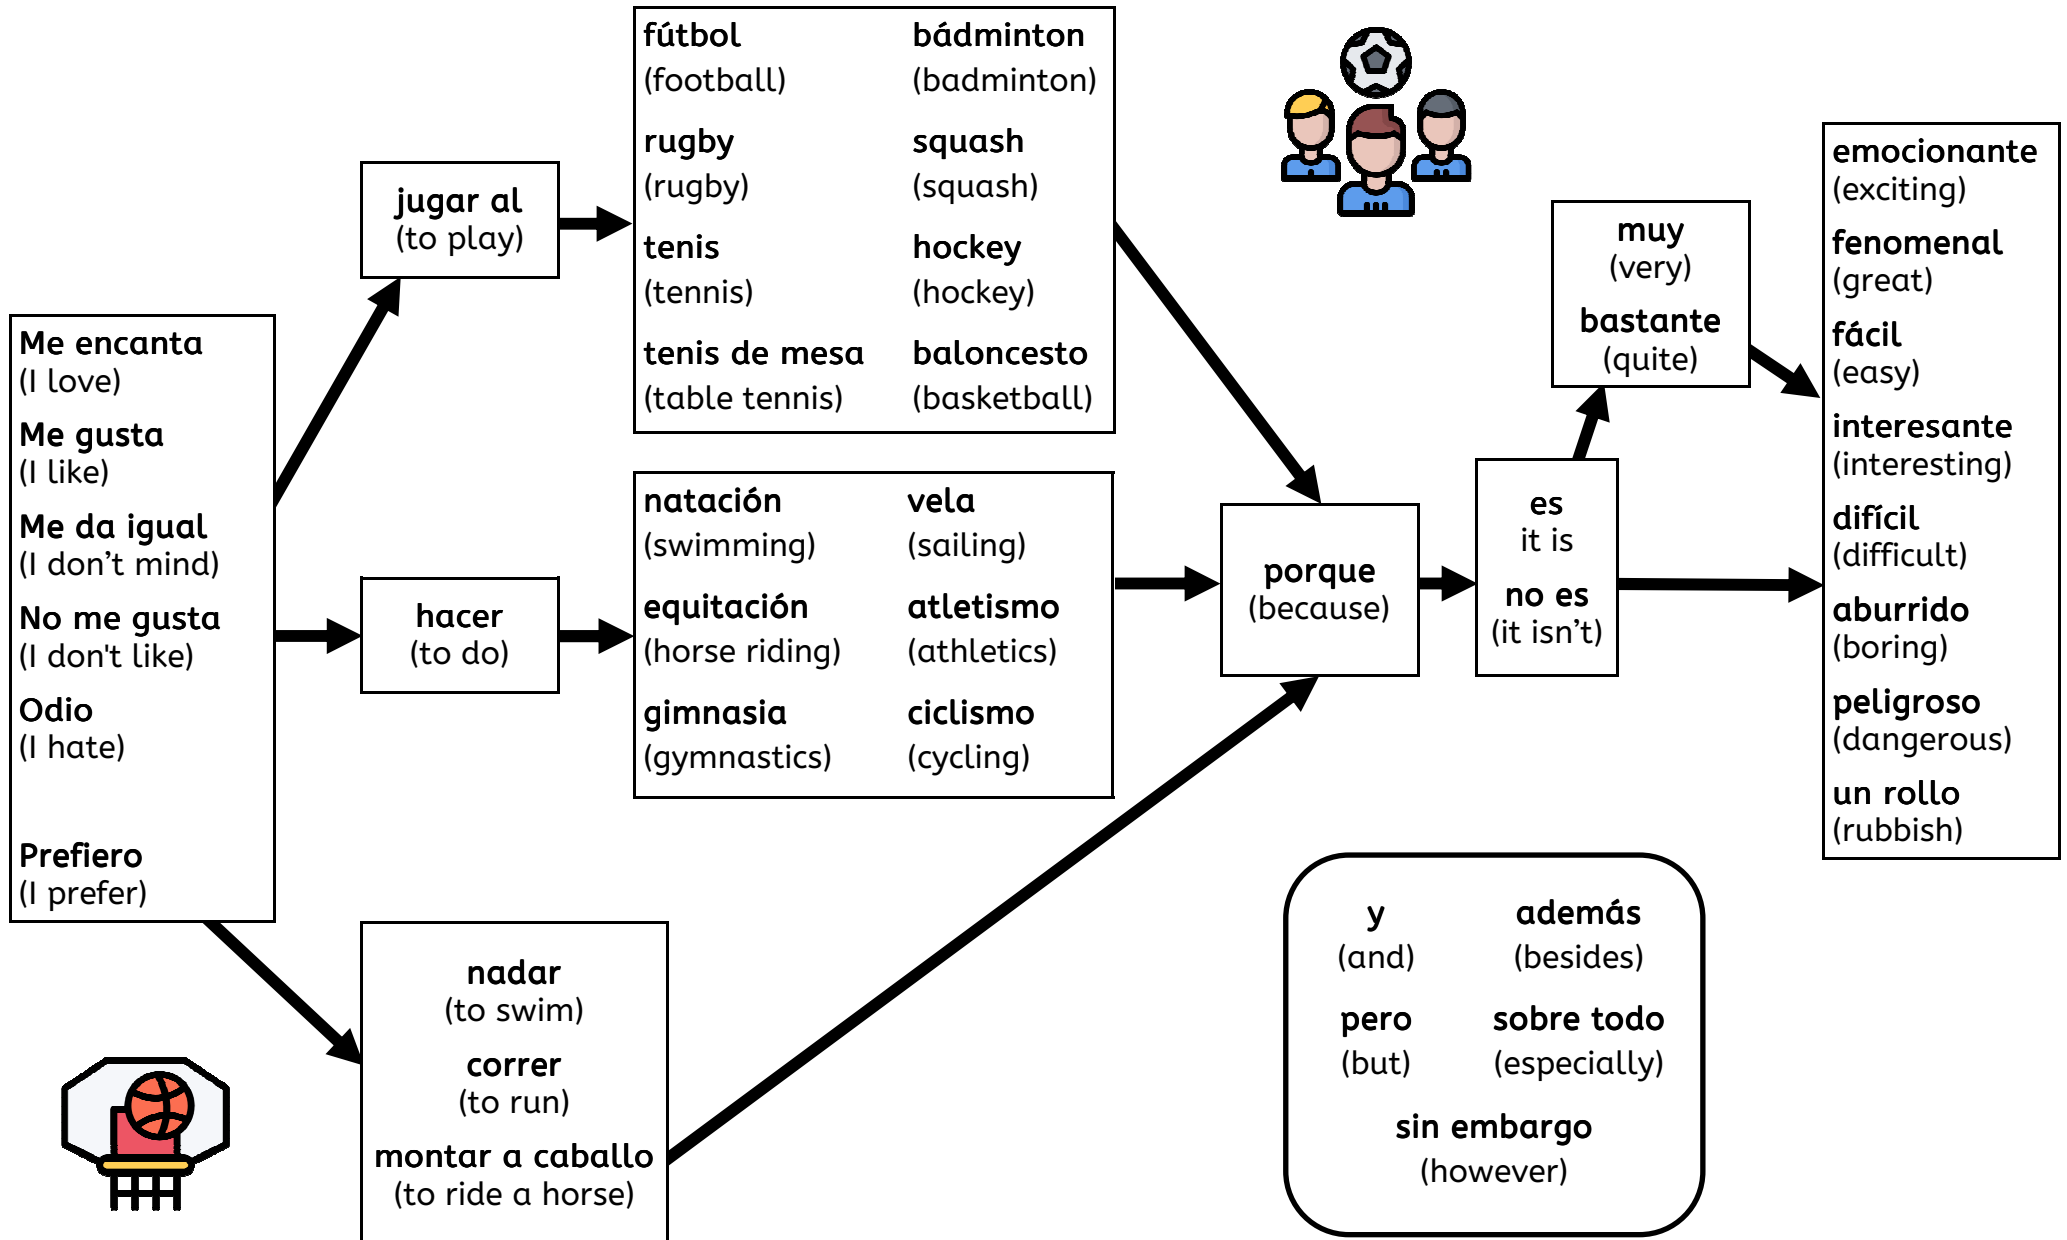 Me encanta
(I love)
Me gusta
(I like)
Me da igual
(I don’t mind)
No me gusta
(I don't like)
Odio
(I hate)
Prefiero
(I prefer)
jugar al
(to play)
hacer
(to do)
nadar
(to swim)
correer
(to run)
montar a caballo
(to ride a horse)
fútbol
(football)
rugby
(rugby)
tenis
(tennis)
tenis de mesa
(table tennis)
bádminton
(badminton)
squash
(squash)
hockey
(hockey)
baloncesto
(basketball)
natación
(swimming)
equitación
(horse riding)
gimnasia
(gymnastics)
vela
(sailing)
atletismo
(athletics)
ciclismo
(cycling)
porque
(because)
es
it is
no es
(it isn’t)
muy
(very)
bastante
(quite)
emocionante
(exciting)
fenomenal
(great)
fácil
(easy)
interesante
(interesting)
difícil
(difficult)
aburrido
(boring)
peligroso
(dangerous)
un rollo
(rubbish)
y
(and)
además
(besides)
pero
(but)
sobre todo
(especially)
sin embargo
(however)